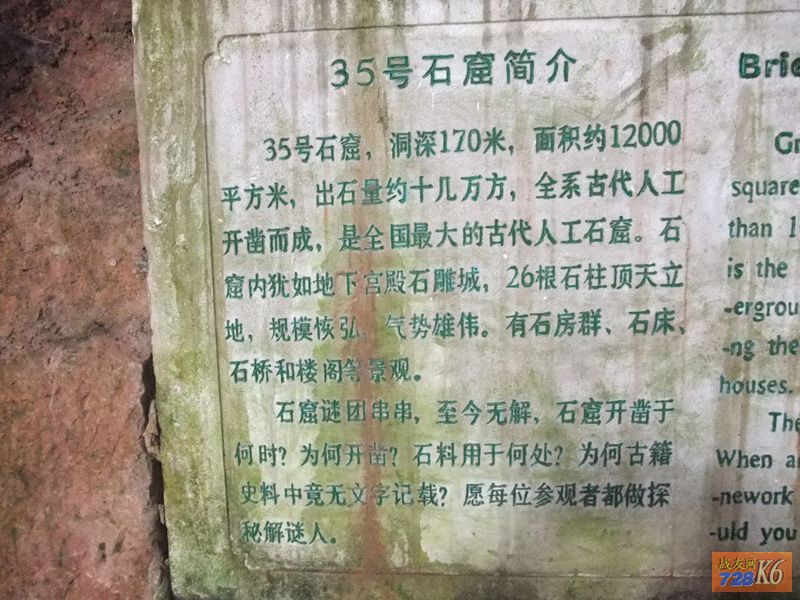 35号石窟简介
35号石窟，洞深170米，面积约12000
平方米，出石量约十几万方，全系古代人工
开凿而成，是全国最大的古代人工石窟。石
窟内犹如地下宫殿石雕城，26根石柱顶天立
地，规模恢弘，气势雄伟。有石房群、石床、
石桥和楼阁等景观。
石窟谜团串串，至今无解，石窟开凿于
何时？为何开凿？石料用于何处？为何古籍
史料中竟无文字记载？愿每位参观者都做探
秘解谜人。
Brie
Gr
square
than 1
is the
-ergrou
-ng the
houses.
The
When a
-nework
-uld you
战友网
728K6